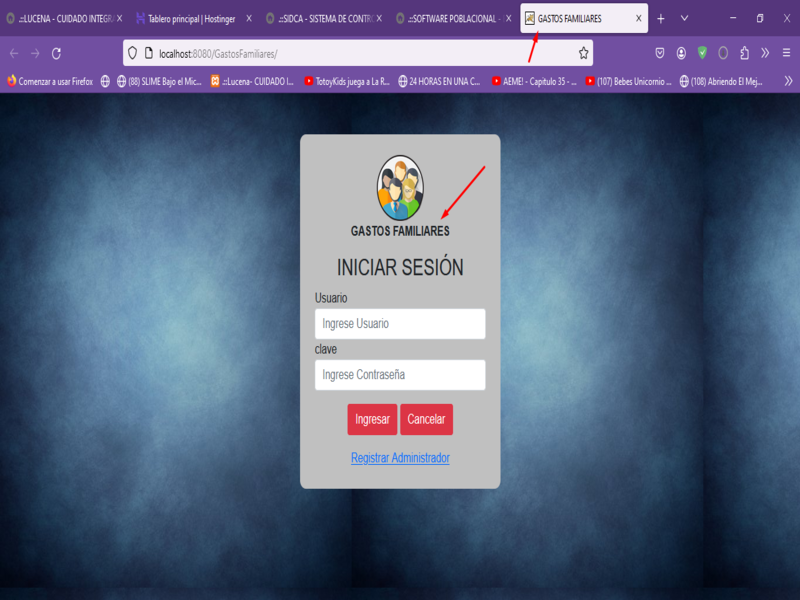 .::LUCENA - CUIDADO INTEGRA
Tablero principal | Hostinger
.::SIDCA - SISTEMA DE CONTRO
.::SOFTWARE POBLACIONAL -
GASTOS FAMILIARES
localhost:8080/GastosFamiliares/
Comenzar a usar Firefox
(88) SLIME Bajo el Mic...
.::Lucena- CUIDADO I...
TotoyKids juega a La R...
24 HORAS EN UNA C...
AEME! - Capitulo 35 - ...
(107) Bebes Unicornio ...
(108) Abriendo El Mej...
GASTOS FAMILIARES
INICIAR SESIÓN
Usuario
Ingrese Usuario
clave
Ingrese Contraseña
Ingresar Cancelar
Registrar Administrador